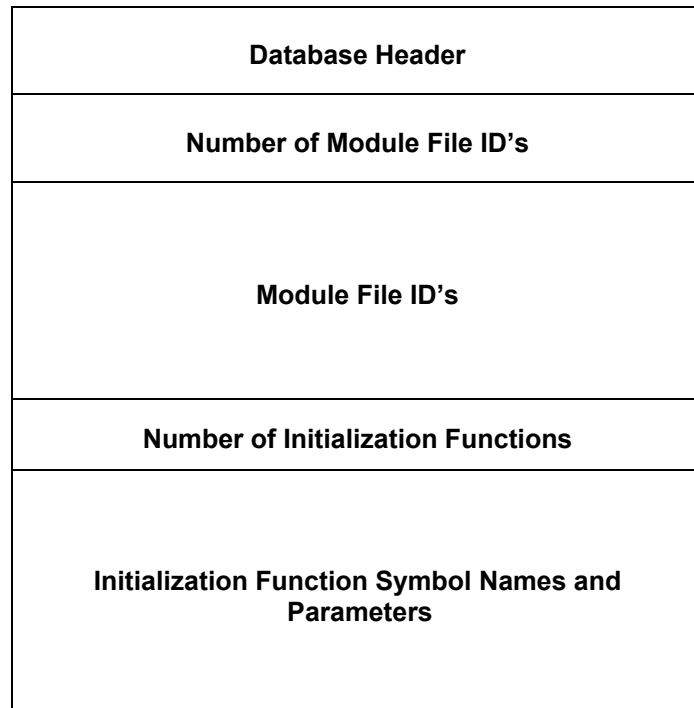 Database Header
Number of Module File ID’s
Module File ID’s
Number of Initialization Functions
Initialization Function Symbol Names and
Parameters